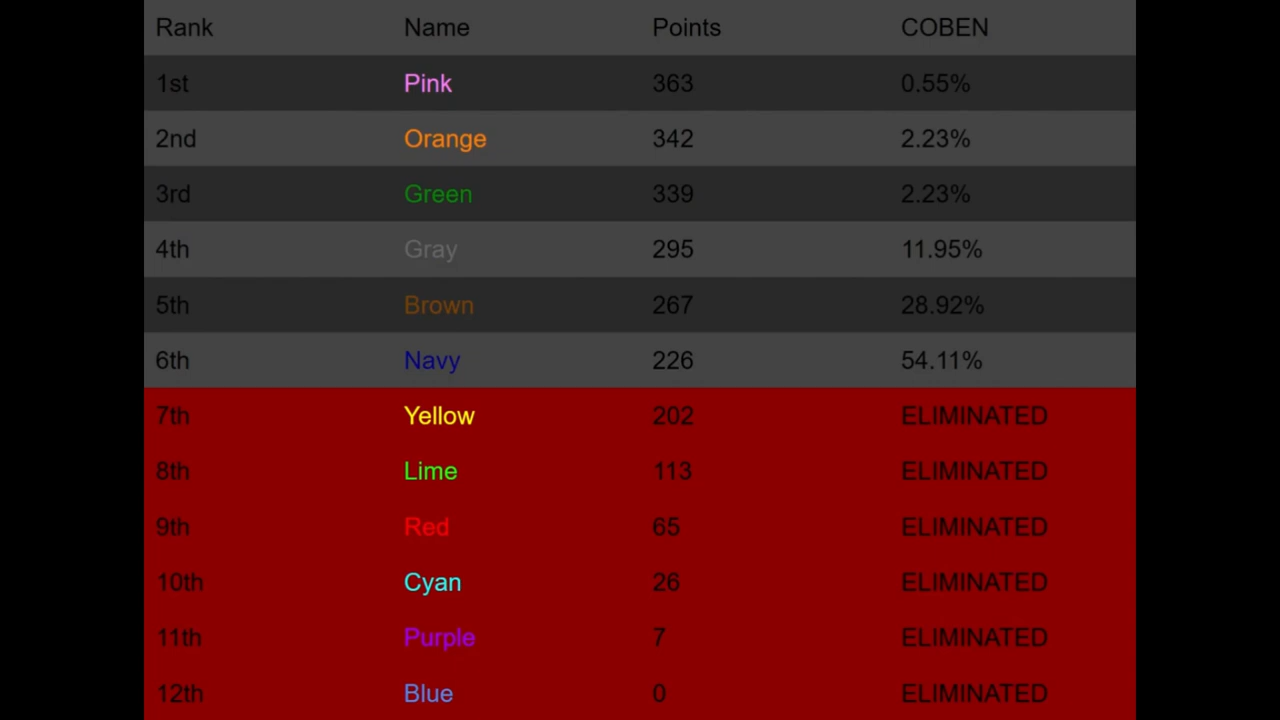 Rank Name Points COBEN
1st Pink 363 0.55%
2nd Orange 342 2.23%
3rd Green 339 2.23%
4th Gray 295 11.95%
5th Brown 267 28.92%
6th Navy 226 54.11%
7th Yellow 202 ELIMINATED
8th Lime 113 ELIMINATED
9th Red 65 ELIMINATED
10th Cyan 26 ELIMINATED
11th Purple 7 ELIMINATED
12th Blue 0 ELIMINATED